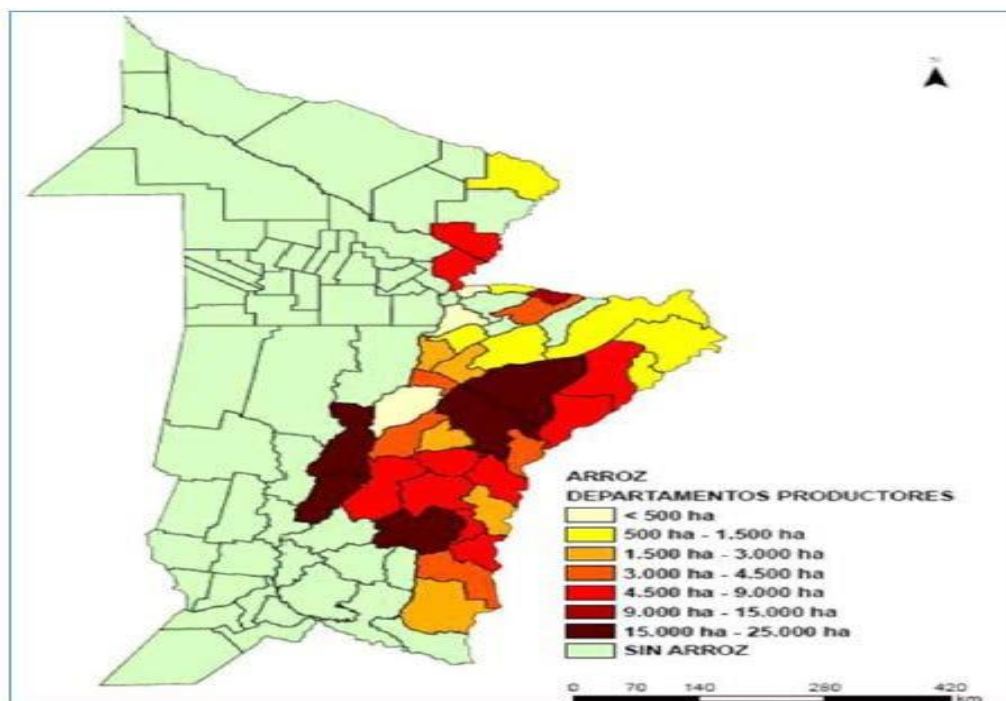 ARROZ
DEPARTAMENTOS PRODUCTORES
< 500 ha
500 ha - 1.500 ha
1.500 ha - 3.000 ha
3.000 ha - 4.500 ha
4.500 ha - 9.000 ha
9.000 ha - 15.000 ha
15.000 ha - 25.000 ha
SIN ARROZ
0 70 140 280 420
km